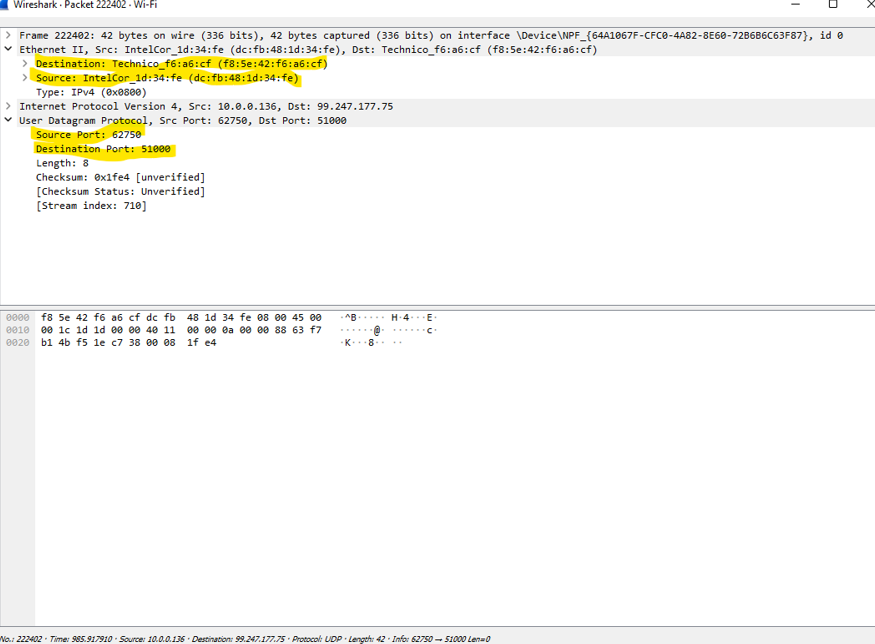 Wireshark · Packet 222402 · Wi-Fi
Frame 222402: 42 bytes on wire (336 bits), 42 bytes captured (336 bits) on interface \Device\NPF_{64A1067F-CFC0-4A82-8E60-72B6B6C63F87}, id 0
Ethernet II, Src: IntelCor_1d:34:fe (dc:fb:48:1d:34:fe), Dst: Technico_f6:a6:cf (f8:5e:42:f6:a6:cf)
Destination: Technico_f6:a6:cf (f8:5e:42:f6:a6:cf)
Source: IntelCor_1d:34:fe (dc:fb:48:1d:34:fe)
Type: IPv4 (0x0800)
Internet Protocol Version 4, Src: 10.0.0.136, Dst: 99.247.177.75
User Datagram Protocol, Src Port: 62750, Dst Port: 51000
Source Port: 62750
Destination Port: 51000
Length: 8
Checksum: 0x1fe4 [unverified]
[Checksum Status: Unverified]
[Stream index: 710]
0000 f8 5e 42 f6 a6 cf dc fb 48 1d 34 fe 08 00 45 00 ·^B····· H·4···E·
0010 00 1c 1d 1d 00 00 40 11 00 00 0a 00 00 88 63 f7 ······@· ······c·
0020 b1 4b f5 1e c7 38 00 08 1f e4 ·K···8·· ··
No.: 222402 · Time: 985.917910 · Source: 10.0.0.136 · Destination: 99.247.177.75 · Protocol: UDP · Length: 42 · Info: 62750 → 51000 Len=0